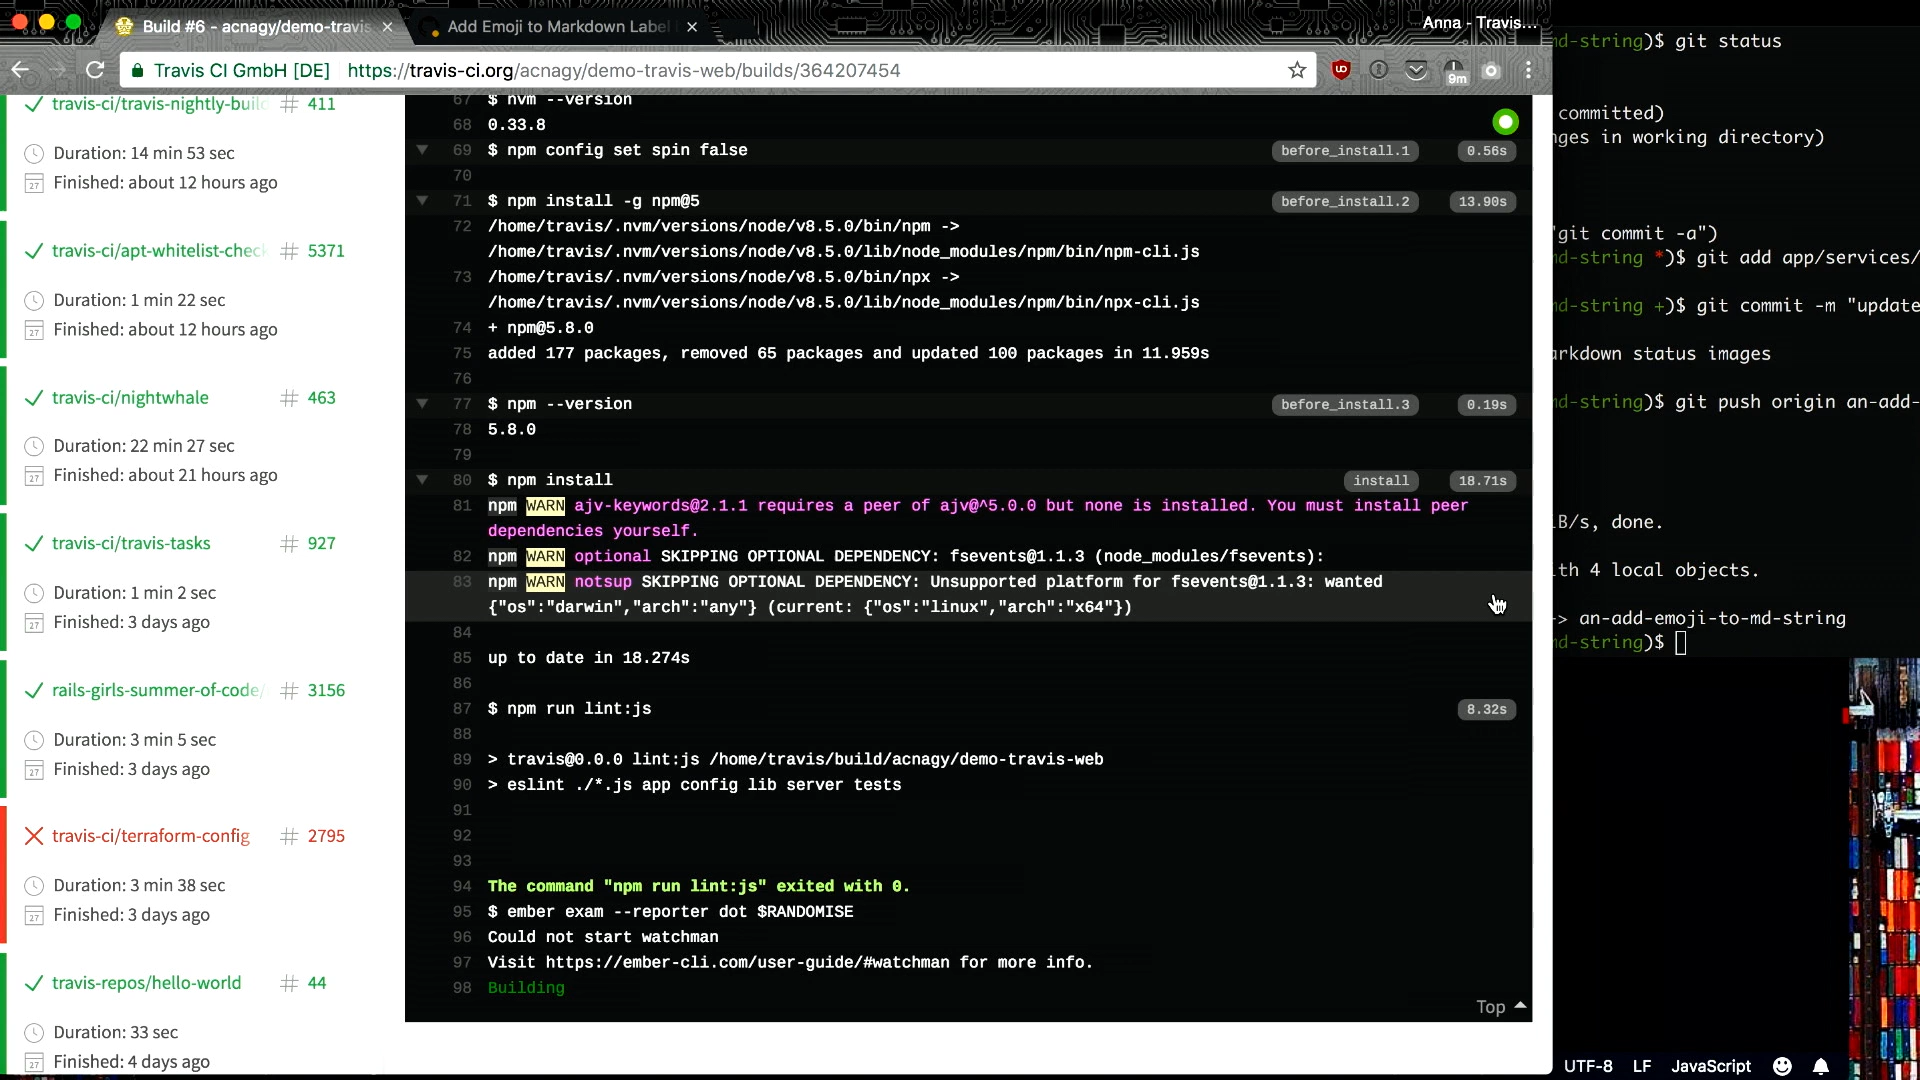 Build #6 - acnagy/demo-travis
Add Emoji to Markdown Label
Anna - Travis...
Travis CI GmbH [DE]
https://travis-ci.org/acnagy/demo-travis-web/builds/364207454
9m
travis-ci/travis-nightly-build # 411
Duration: 14 min 53 sec
Finished: about 12 hours ago
travis-ci/apt-whitelist-check # 5371
Duration: 1 min 22 sec
Finished: about 12 hours ago
travis-ci/nightwhale # 463
Duration: 22 min 27 sec
Finished: about 21 hours ago
travis-ci/travis-tasks # 927
Duration: 1 min 2 sec
Finished: 3 days ago
rails-girls-summer-of-code/ # 3156
Duration: 3 min 5 sec
Finished: 3 days ago
travis-ci/terraform-config # 2795
Duration: 3 min 38 sec
Finished: 3 days ago
travis-repos/hello-world # 44
Duration: 33 sec
Finished: 4 days ago
67 $ nvm --version
68 0.33.8
69 $ npm config set spin false before_install.1 0.56s
70
71 $ npm install -g npm@5 before_install.2 13.90s
72 /home/travis/.nvm/versions/node/v8.5.0/bin/npm ->
/home/travis/.nvm/versions/node/v8.5.0/lib/node_modules/npm/bin/npm-cli.js
73 /home/travis/.nvm/versions/node/v8.5.0/bin/npx ->
/home/travis/.nvm/versions/node/v8.5.0/lib/node_modules/npm/bin/npx-cli.js
74 + npm@5.8.0
75 added 177 packages, removed 65 packages and updated 100 packages in 11.959s
76
77 $ npm --version before_install.3 0.19s
78 5.8.0
79
80 $ npm install install 18.71s
81 npm WARN ajv-keywords@2.1.1 requires a peer of ajv@^5.0.0 but none is installed. You must install peer
dependencies yourself.
82 npm WARN optional SKIPPING OPTIONAL DEPENDENCY: fsevents@1.1.3 (node_modules/fsevents):
83 npm WARN notsup SKIPPING OPTIONAL DEPENDENCY: Unsupported platform for fsevents@1.1.3: wanted
{"os":"darwin","arch":"any"} (current: {"os":"linux","arch":"x64"})
84
85 up to date in 18.274s
86
87 $ npm run lint:js 8.32s
88
89 > travis@0.0.0 lint:js /home/travis/build/acnagy/demo-travis-web
90 > eslint ./*.js app config lib server tests
91
92
93
94 The command "npm run lint:js" exited with 0.
95 $ ember exam --reporter dot $RANDOMISE
96 Could not start watchman
97 Visit https://ember-cli.com/user-guide/#watchman for more info.
98 Building
Top
md-string)$ git status
committed)
nges in working directory)
"git commit -a")
md-string *)$ git add app/services/
md-string +)$ git commit -m "update
arkdown status images
md-string)$ git push origin an-add-
iB/s, done.
ith 4 local objects.
-> an-add-emoji-to-md-string
md-string)$
UTF-8 LF JavaScript